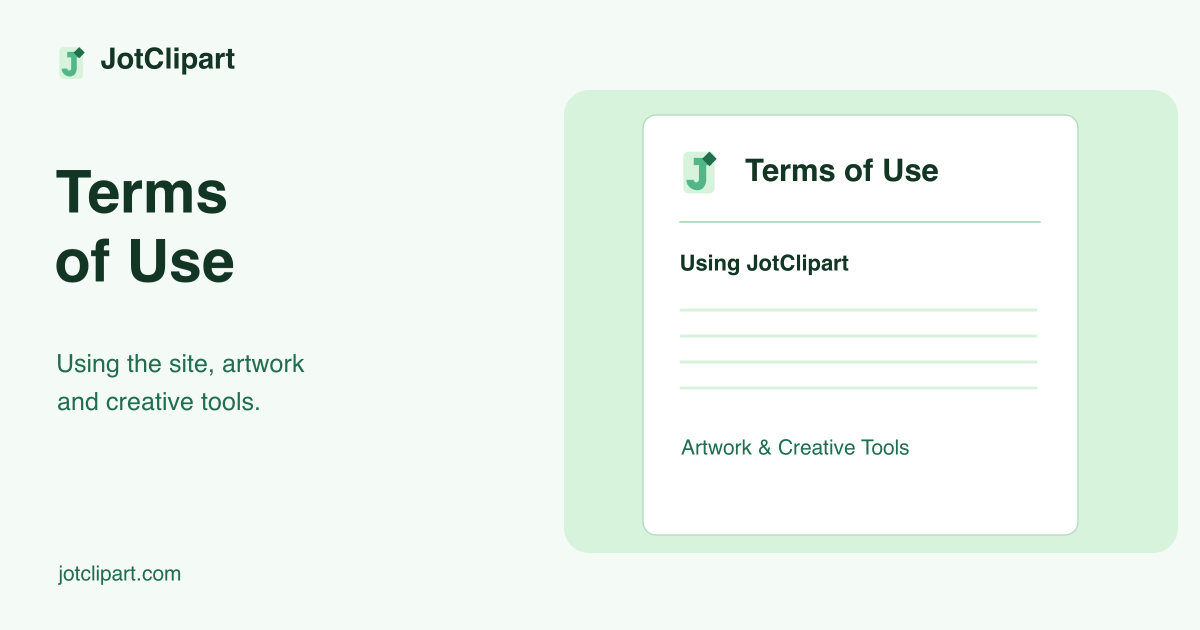 JotClipart
Terms
of Use
Using the site, artwork
and creative tools.
jotclipart.com
Terms of Use
Using JotClipart
Artwork & Creative Tools